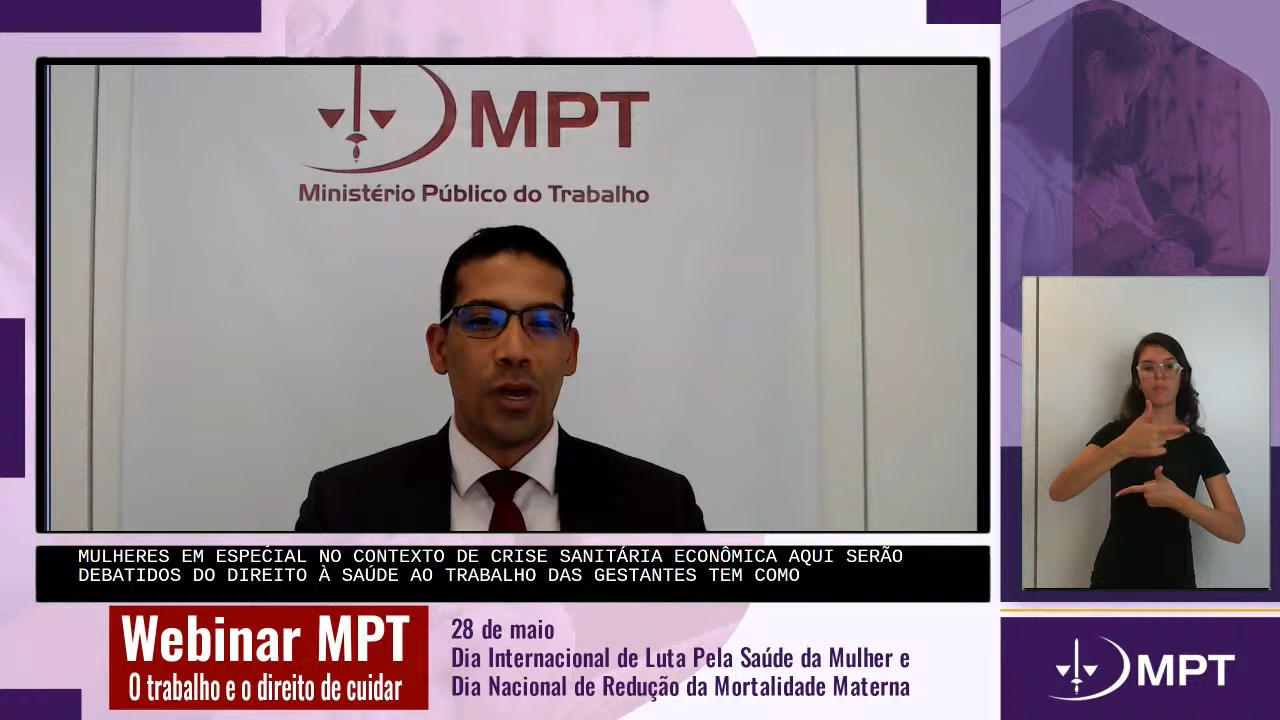 MPT
Ministério Público do Trabalho
MULHERES EM ESPECIAL NO CONTEXTO DE CRISE SANITÁRIA ECONÔMICA AQUI SERÃO
DEBATIDOS DO DIREITO À SAÚDE AO TRABALHO DAS GESTANTES TEM COMO
Webinar MPT
O trabalho e o direito de cuidar
28 de maio
Dia Internacional de Luta Pela Saúde da Mulher e
Dia Nacional de Redução da Mortalidade Materna
MPT